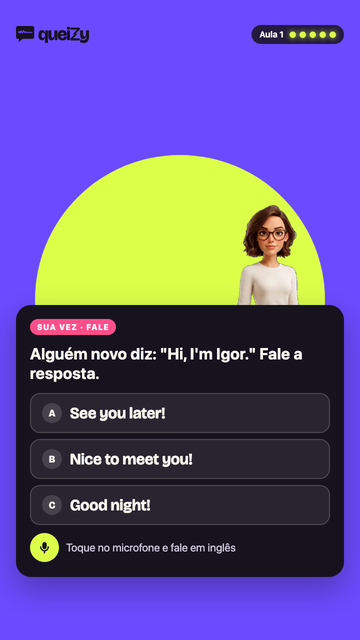 queiZy
Aula 1
SUA VEZ · FALE
Alguém novo diz: "Hi, I'm Igor." Fale a
resposta.
A See you later!
B Nice to meet you!
C Good night!
Toque no microfone e fale em inglês